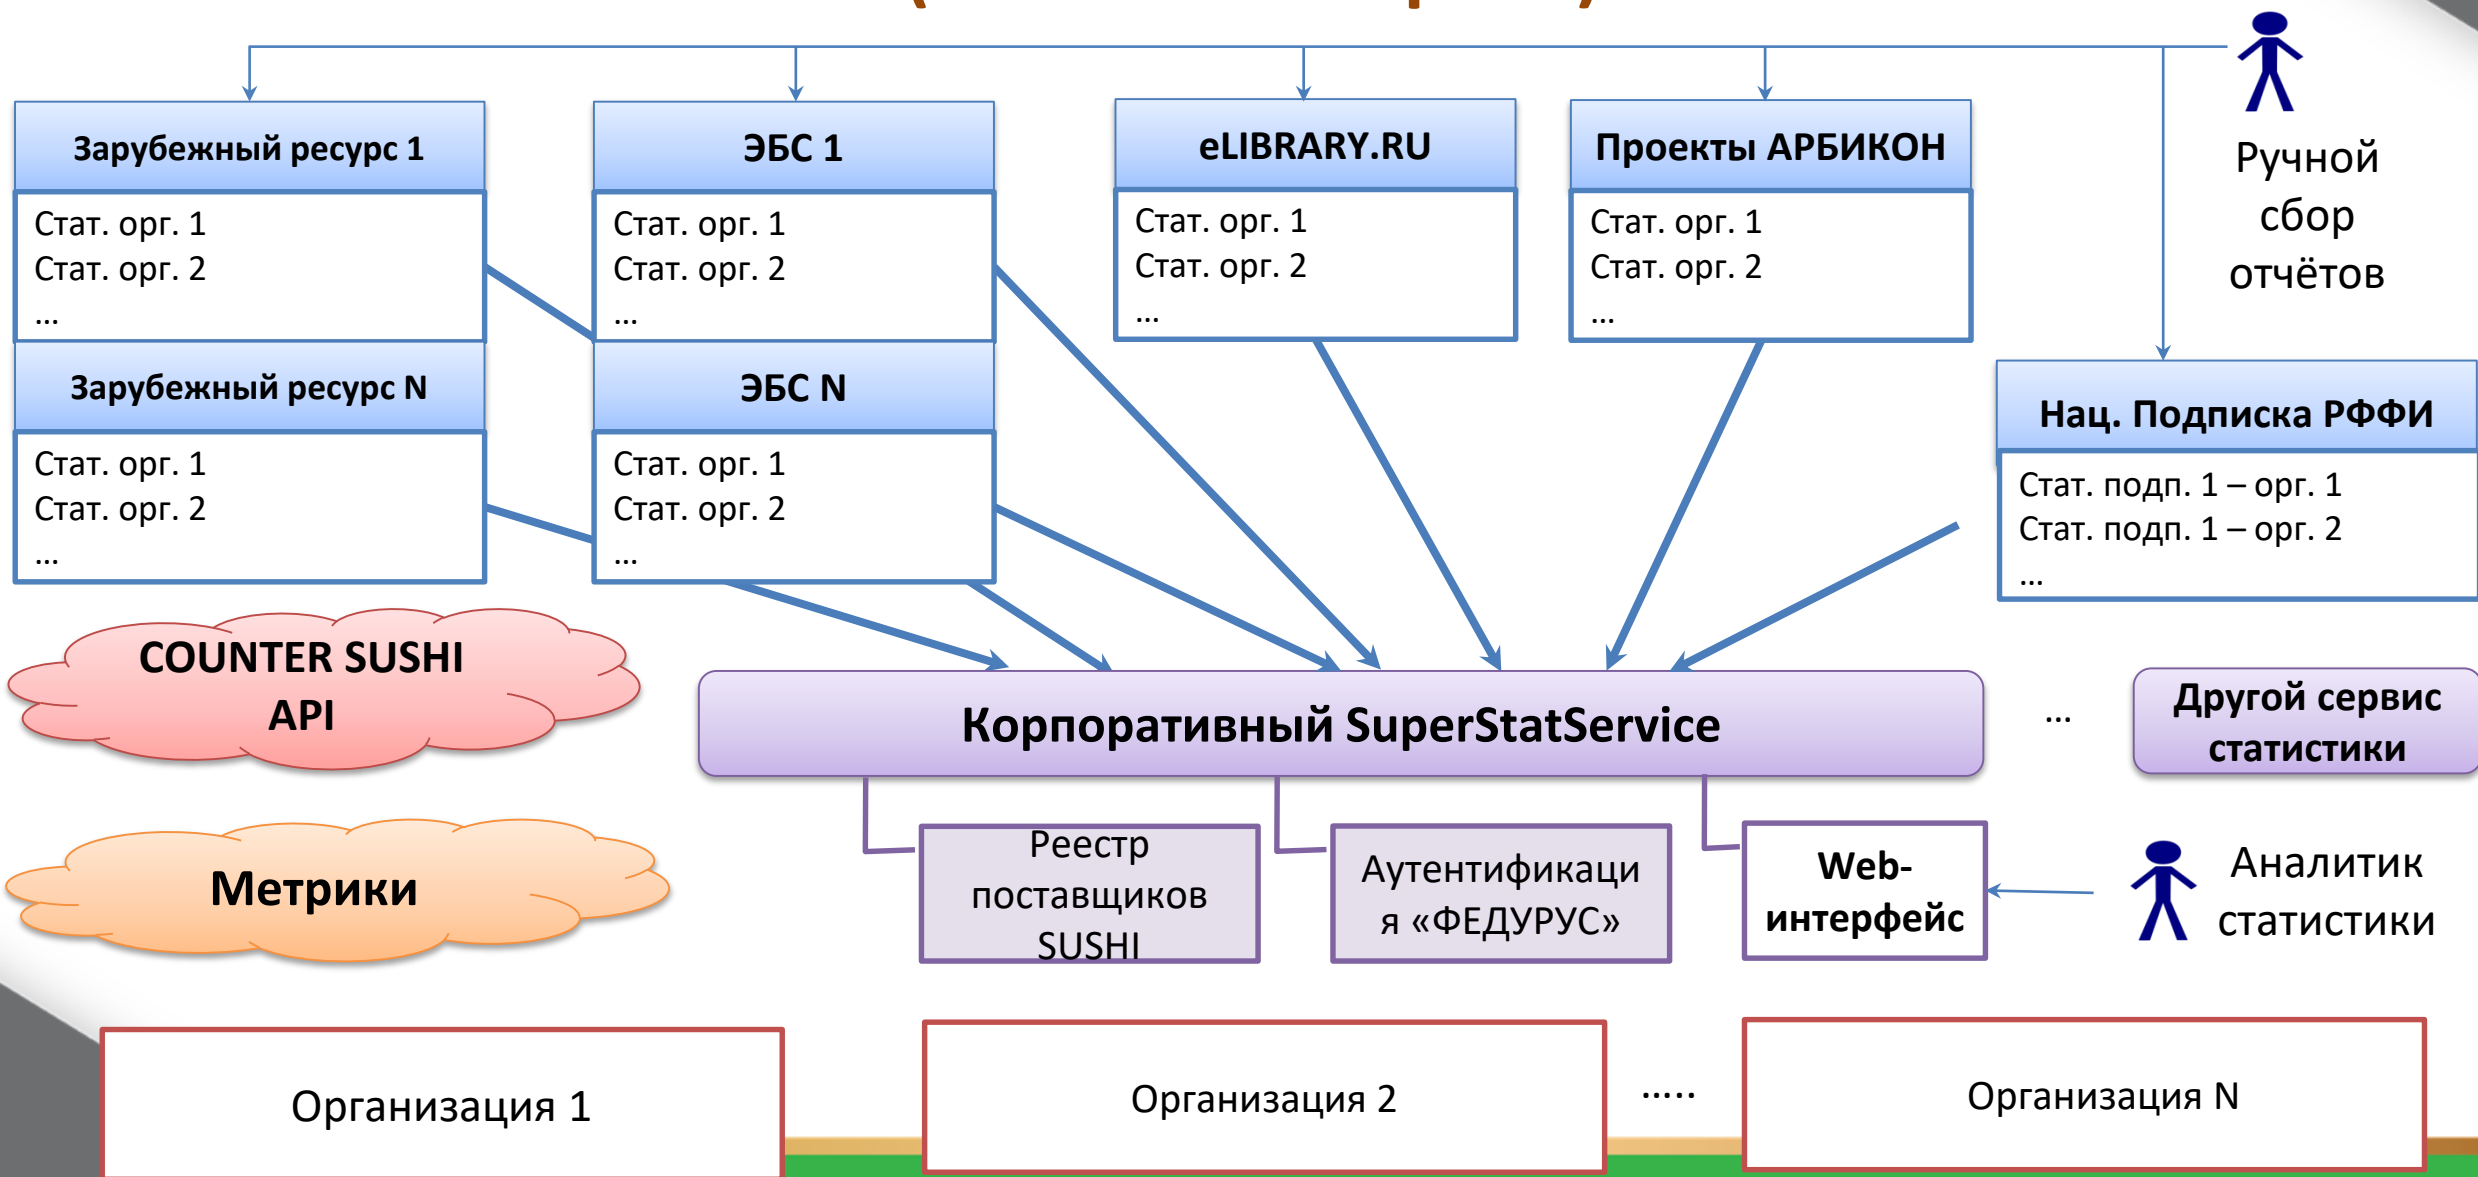 Зарубежный ресурс 1
Стат. орг. 1
Стат. орг. 2
...
Зарубежный ресурс N
Стат. орг. 1
Стат. орг. 2
...
ЭБС 1
Стат. орг. 1
Стат. орг. 2
...
ЭБС N
Стат. орг. 1
Стат. орг. 2
...
eLIBRARY.RU
Стат. орг. 1
Стат. орг. 2
...
Проекты АРБИКОН
Стат. орг. 1
Стат. орг. 2
...
Ручной
сбор
отчётов
Нац. Подписка РФФИ
Стат. подп. 1 – орг. 1
Стат. подп. 1 – орг. 2
...
COUNTER SUSHI
API
Корпоративный SuperStatService
...
Другой сервис
статистики
Метрики
Реестр
поставщиков
SUSHI
Аутентификаци
я «ФЕДУРУС»
Web-
интерфейс
Аналитик
статистики
Организация 1
Организация 2
.....
Организация N